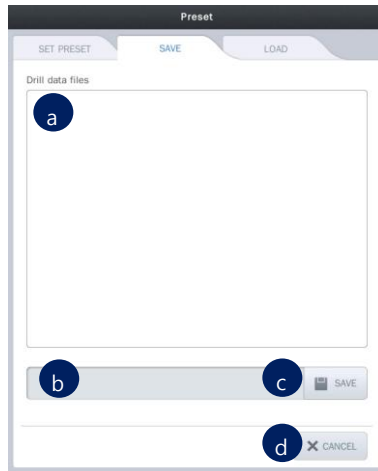 Preset
SET PRESET SAVE LOAD
Drill data files
a
b
c SAVE
d CANCEL